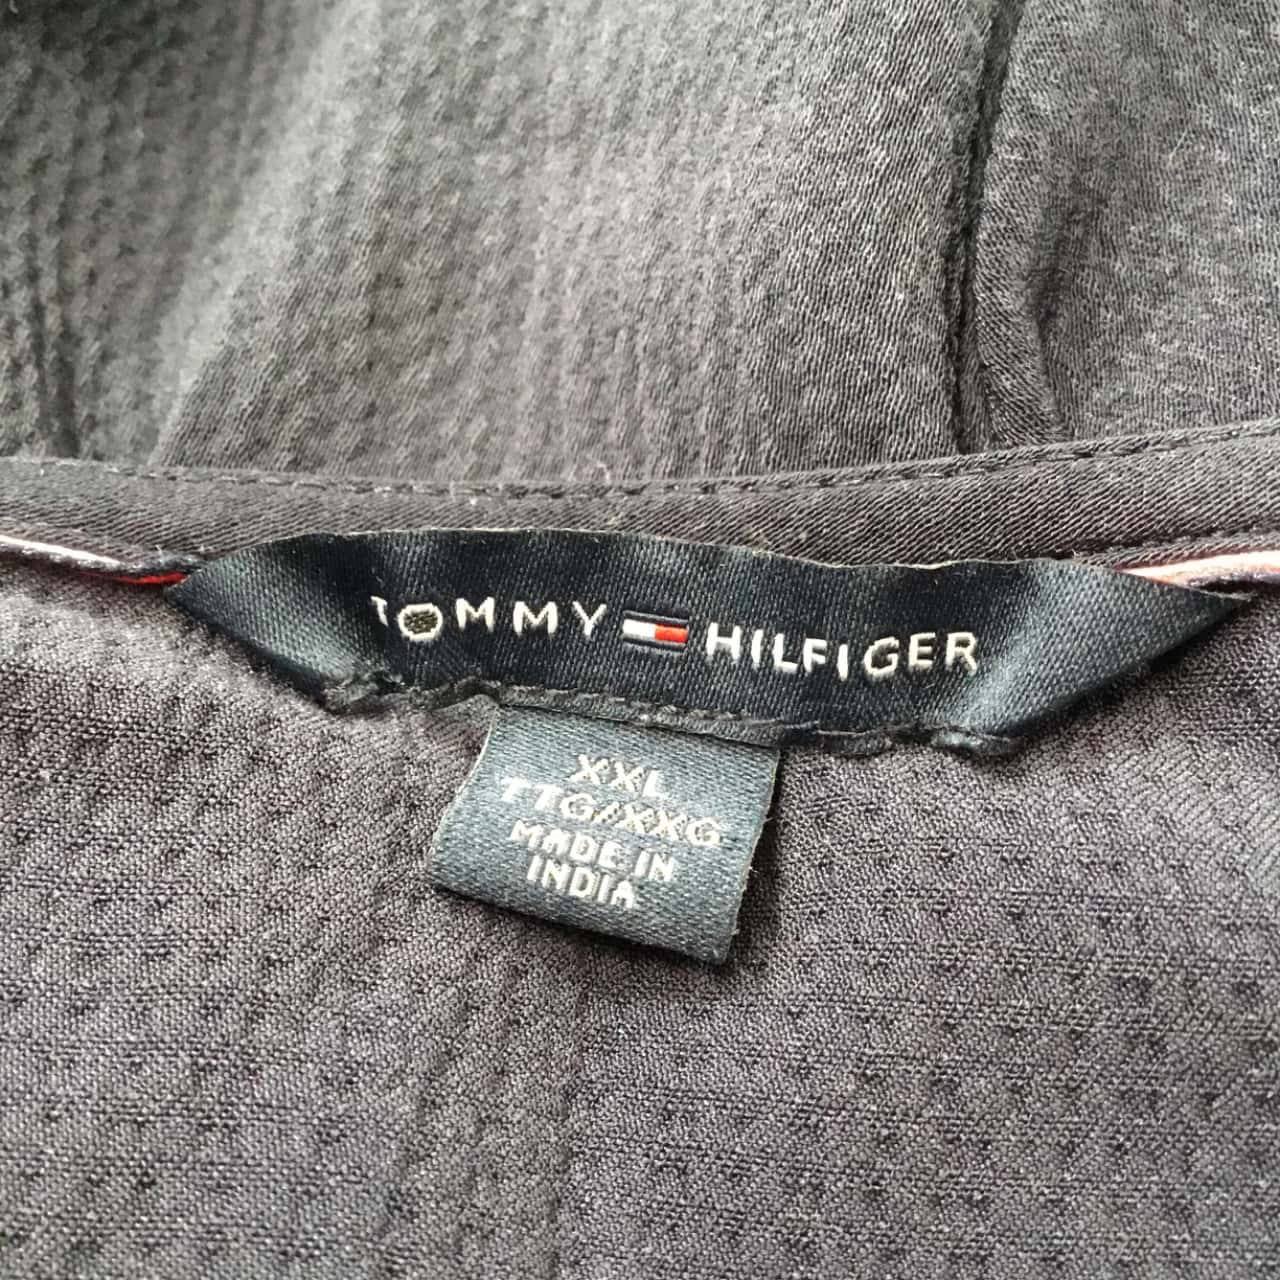 TOMMY HILFIGER
XXL
TTG/XXG
MADE IN
INDIA